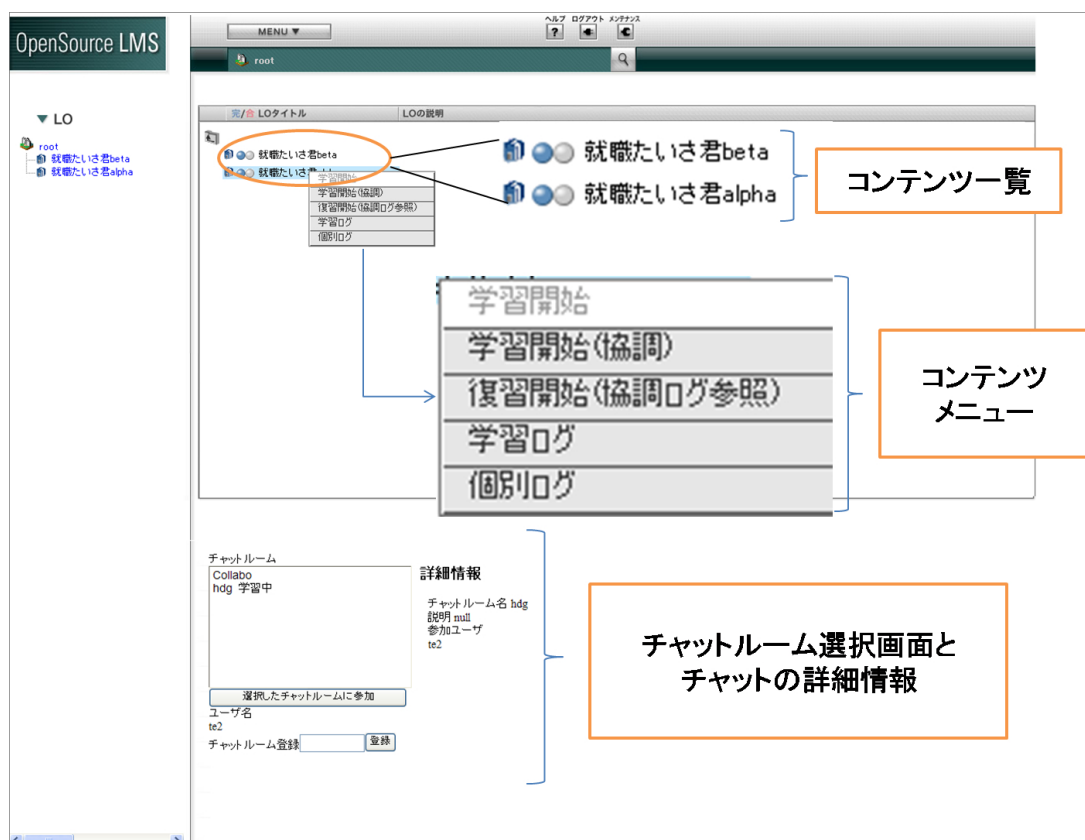 OpenSource LMS
MENU ▼
ヘルプ ログアウト メンテナンス
root
▼ LO
root
就職たいさ君beta
就職たいさ君alpha
完/合 LOタイトル
LOの説明
就職たいさ君beta
就職たいさ君
学習開始
学習開始(協調)
復習開始(協調ログ参照)
学習ログ
個別ログ
就職たいさ君beta
就職たいさ君alpha
コンテンツ一覧
学習開始
学習開始(協調)
復習開始(協調ログ参照)
学習ログ
個別ログ
コンテンツ
メニュー
チャットルーム
Collabo
hdg 学習中
選択したチャットルームに参加
ユーザ名
te2
チャットルーム登録
登録
詳細情報
チャットルーム名 hdg
説明 null
参加ユーザ
te2
チャットルーム選択画面と
チャットの詳細情報